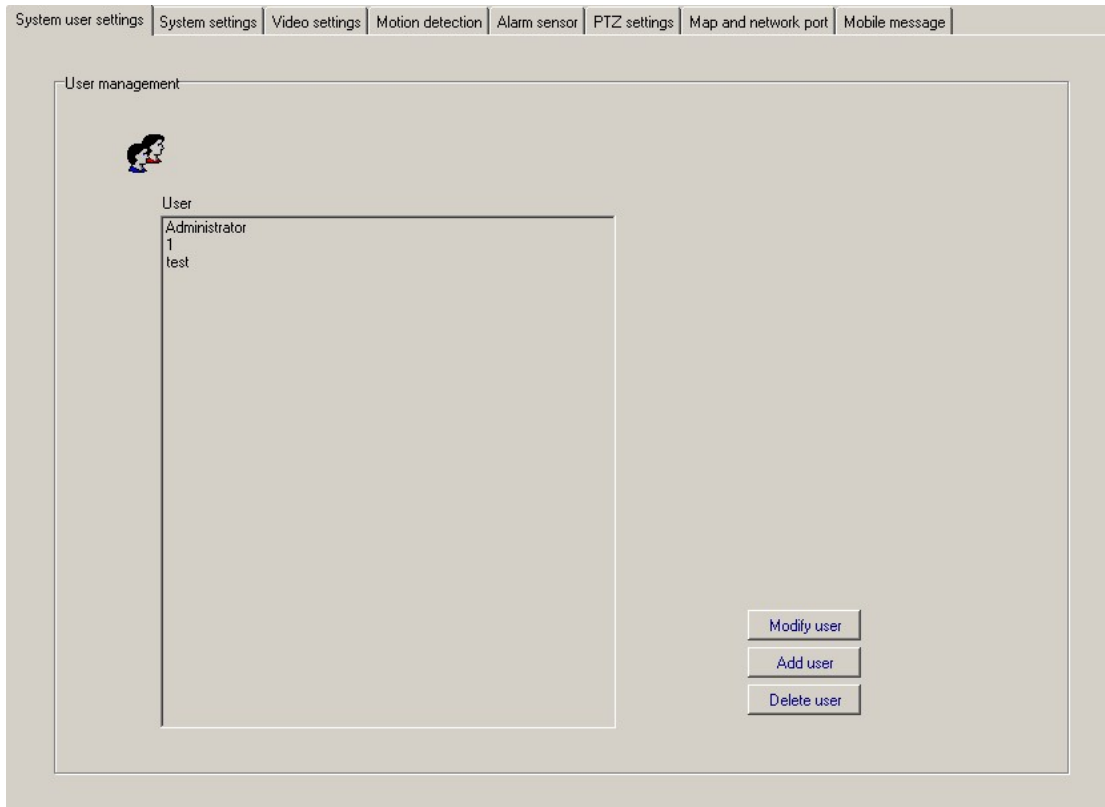 System user settings System settings Video settings Motion detection Alarm sensor PTZ settings Map and network port Mobile message
User management
User
Administrator
1
test
Modify user
Add user
Delete user